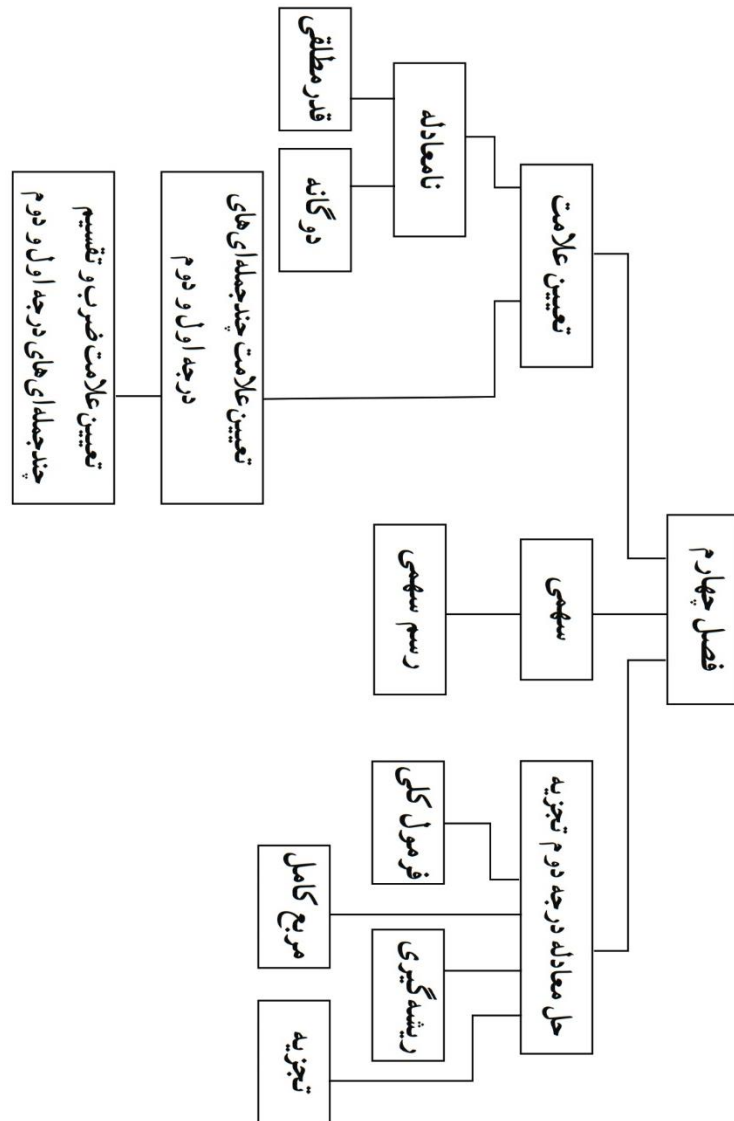 فصل چهارم
حل معادله درجه دوم تجزیه
سهمی
تعیین علامت
فرمول کلی
مربع کامل
ریشه‌گیری
تجزیه
رسم سهمی
نامعادله
قدر مطلقی
دوگانه
تعیین علامت چندجمله‌ای‌های
درجه اول و دوم
تعیین علامت ضرب و تقسیم
چندجمله‌ای‌های درجه اول و دوم